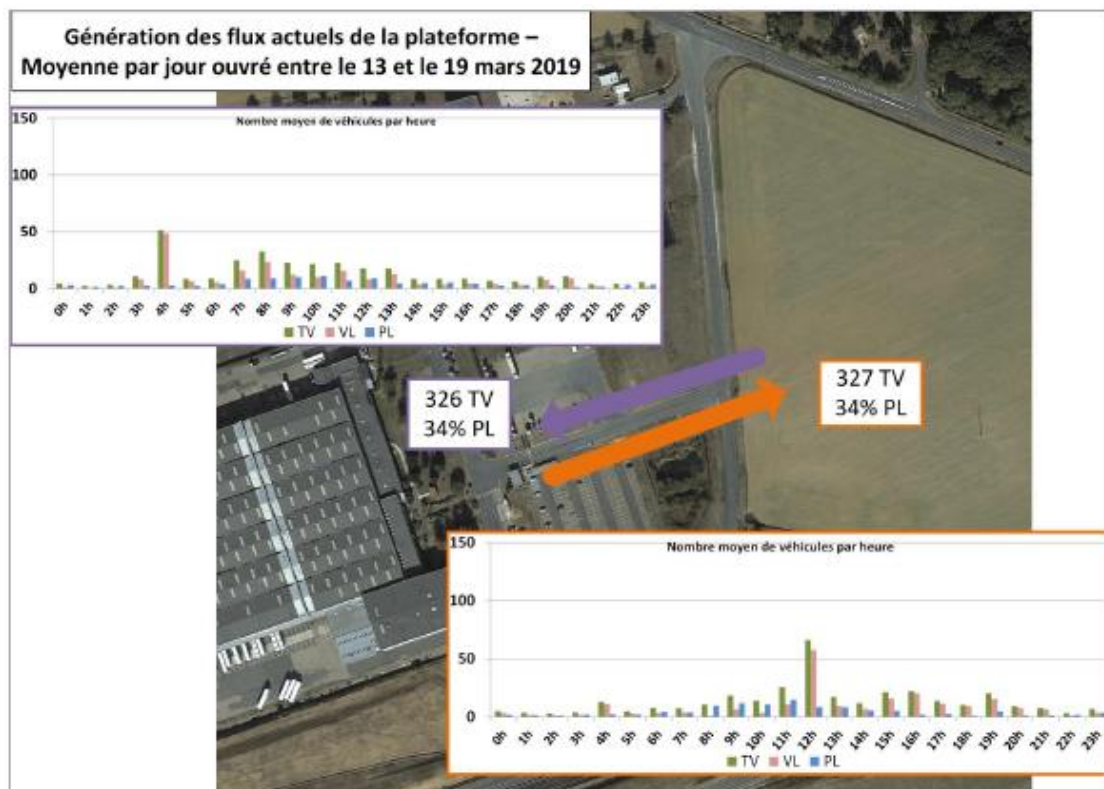 Génération des flux actuels de la plateforme –
Moyenne par jour ouvré entre le 13 et le 19 mars 2019
Nombre moyen de véhicules par heure
150
100
50
0
0h 1h 2h 3h 4h 5h 6h 7h 8h 9h 10h 11h 12h 13h 14h 15h 16h 17h 18h 19h 20h 21h 22h 23h
TV VL PL
326 TV
34% PL
327 TV
34% PL
Nombre moyen de véhicules par heure
150
100
50
0
0h 1h 2h 3h 4h 5h 6h 7h 8h 9h 10h 11h 12h 13h 14h 15h 16h 17h 18h 19h 20h 21h 22h 23h
TV VL PL